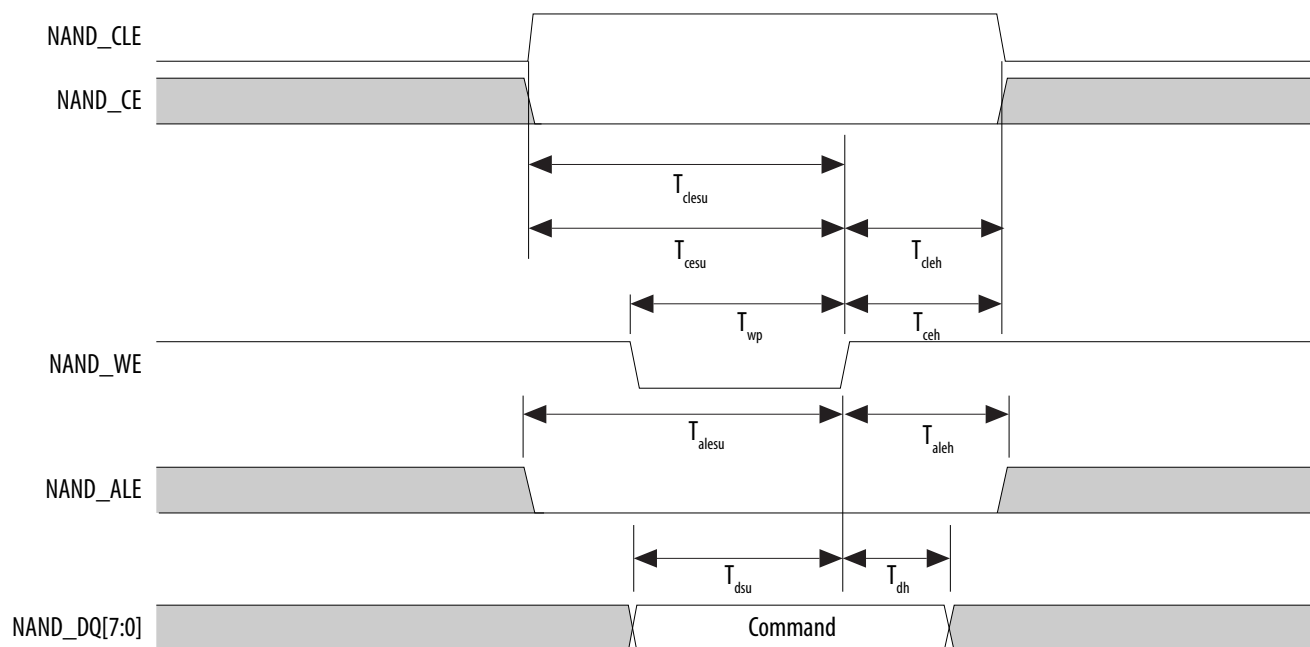 NAND_CLE
NAND_CE
T_clesu
T_cesu
T_cleh
T_wp
T_ceh
NAND_WE
T_alesu
T_aleh
NAND_ALE
T_dsu
T_dh
NAND_DQ[7:0]
Command